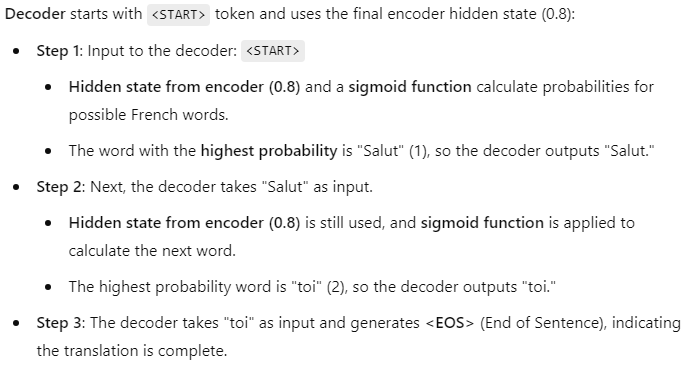 Decoder starts with <START> token and uses the final encoder hidden state (0.8):
• Step 1: Input to the decoder: <START>
• Hidden state from encoder (0.8) and a sigmoid function calculate probabilities for
possible French words.
• The word with the highest probability is "Salut" (1), so the decoder outputs "Salut."
• Step 2: Next, the decoder takes "Salut" as input.
• Hidden state from encoder (0.8) is still used, and sigmoid function is applied to
calculate the next word.
• The highest probability word is "toi" (2), so the decoder outputs "toi."
• Step 3: The decoder takes "toi" as input and generates <EOS> (End of Sentence), indicating
the translation is complete.